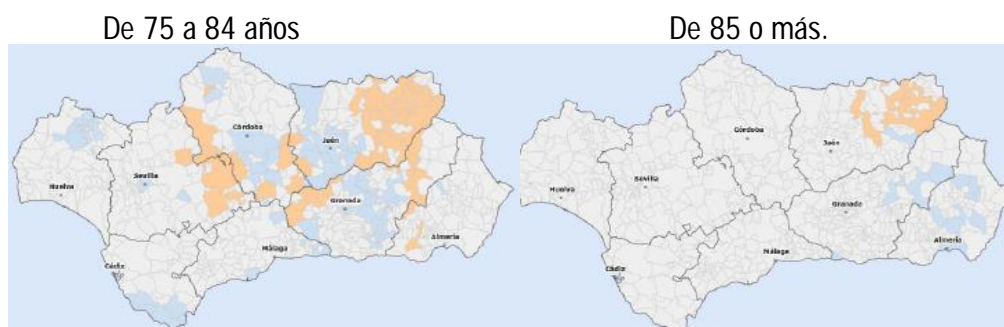 De 75 a 84 años
De 85 o más.
Córdoba
Jaén
Sevilla
Huelva
Granada
Almería
Málaga
Cádiz
Córdoba
Jaén
Sevilla
Huelva
Granada
Almería
Málaga
Cádiz